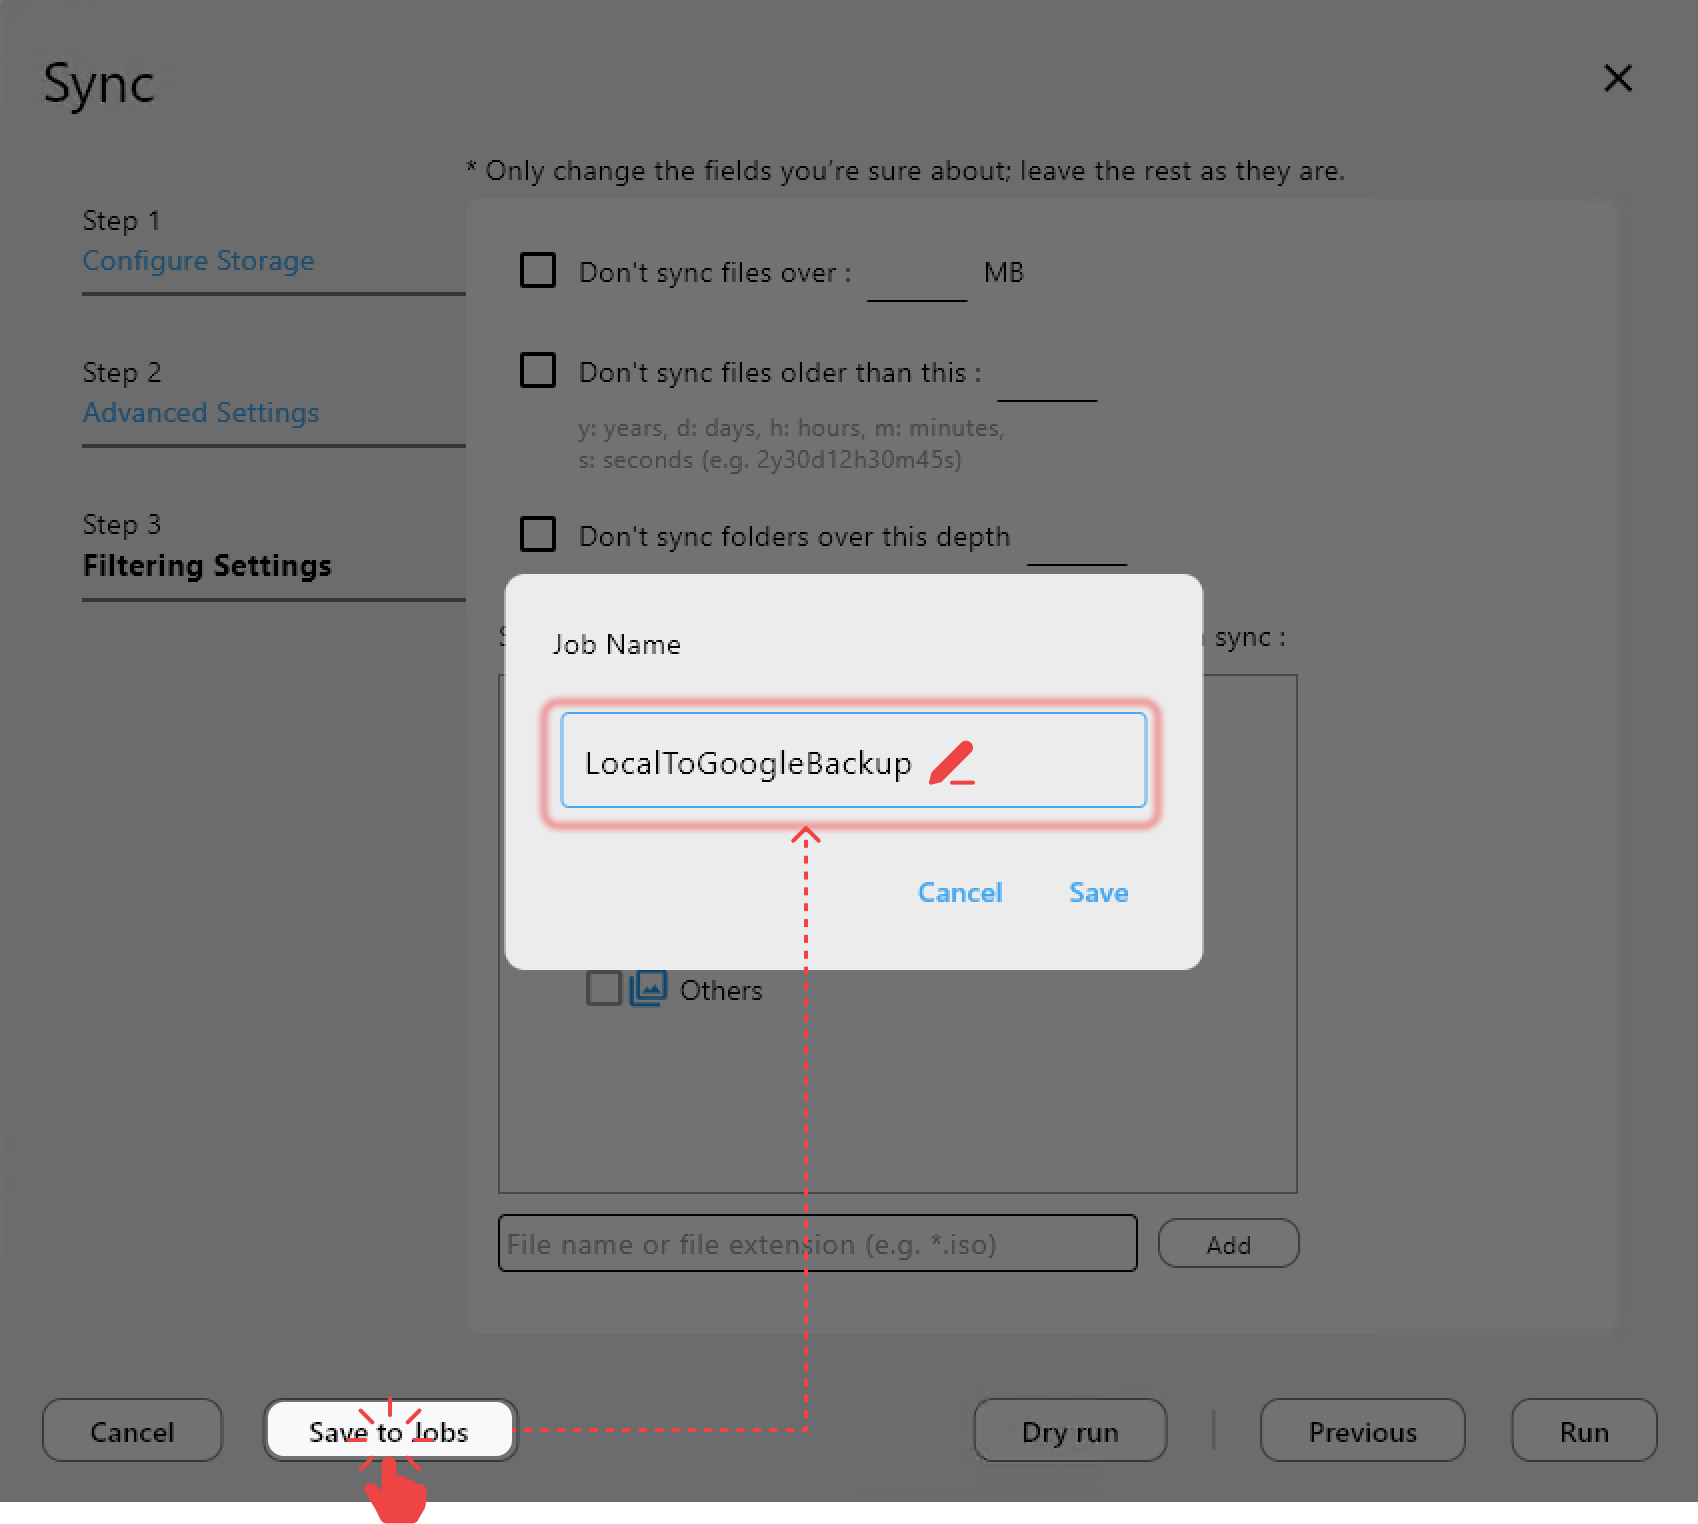 Sync
* Only change the fields you're sure about; leave the rest as they are.
Step 1
Configure Storage
Step 2
Advanced Settings
Step 3
Filtering Settings
Don't sync files over :
MB
Don't sync files older than this :
y: years, d: days, h: hours, m: minutes,
s: seconds (e.g. 2y30d12h30m45s)
Don't sync folders over this depth
sync :
Job Name
LocalToGoogleBackup
Cancel
Save
Others
File name or file extension (e.g. *.iso)
Add
Cancel
Save to Jobs
Dry run
Previous
Run